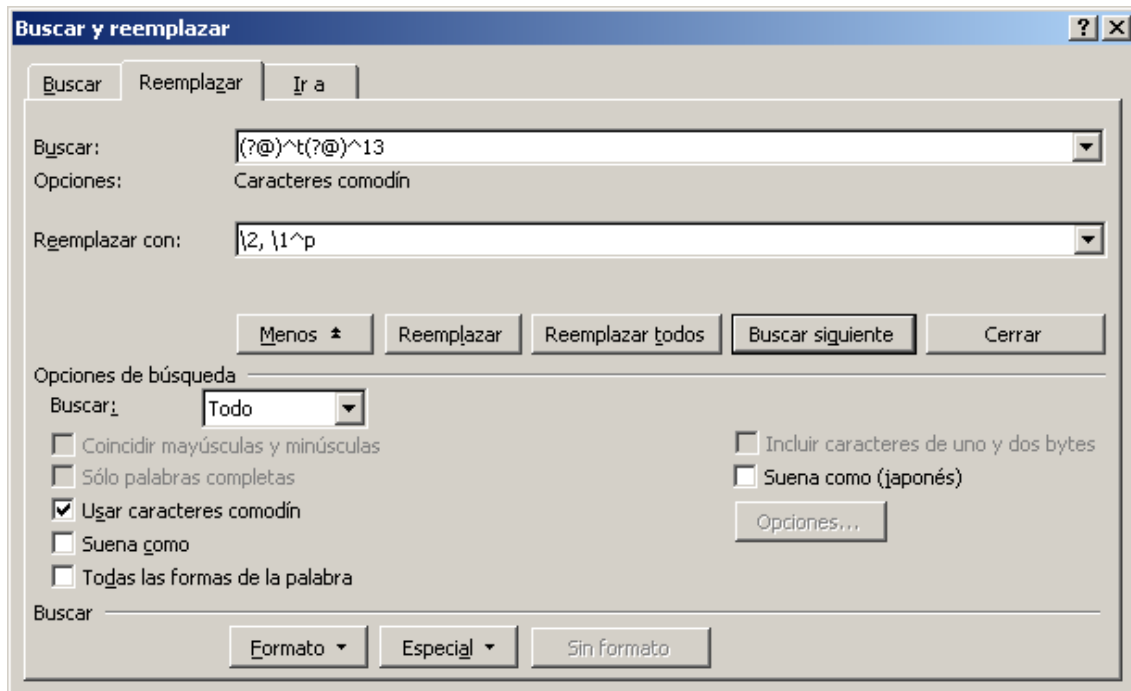 Buscar y reemplazar
Buscar Reemplazar Ir a
Buscar: (?@)^t(?@)^13
Opciones: Caracteres comodín
Reemplazar con: \2, \1^p
Menos Reemplazar Reemplazar todos Buscar siguiente Cerrar
Opciones de búsqueda
Buscar: Todo
Coincidir mayúsculas y minúsculas Incluir caracteres de uno y dos bytes
Sólo palabras completas Suena como (japonés)
Usar caracteres comodín Opciones...
Suena como
Todas las formas de la palabra
Buscar
Formato Especial Sin formato